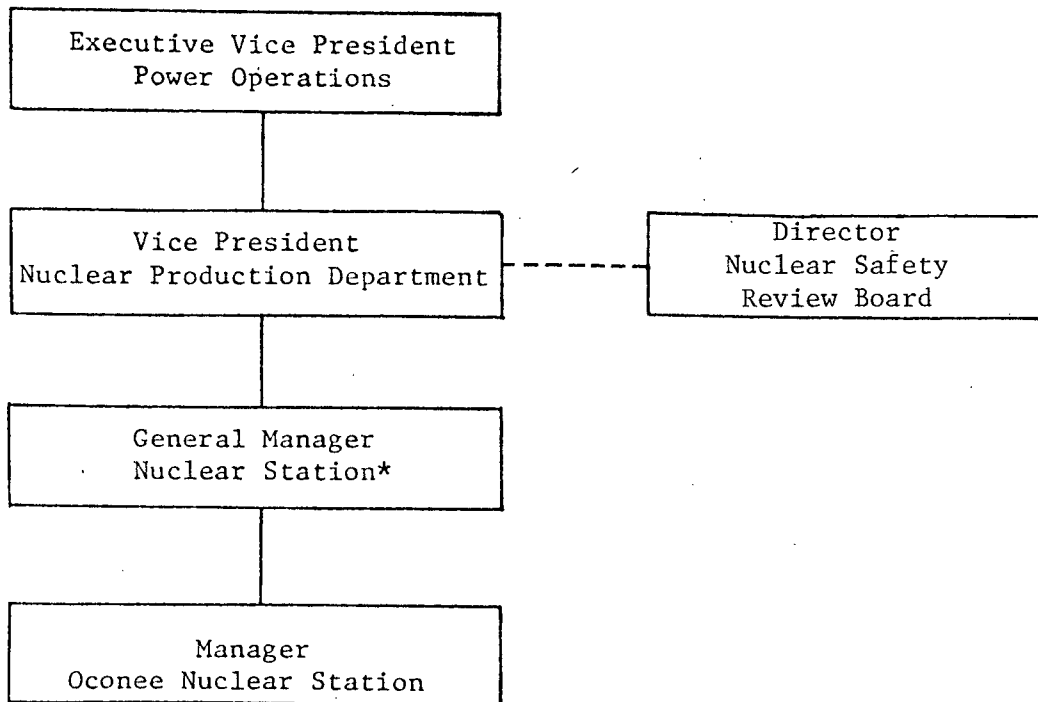 Executive Vice President
Power Operations
Vice President
Nuclear Production Department
Director
Nuclear Safety
Review Board
General Manager
Nuclear Station*
Manager
Oconee Nuclear Station